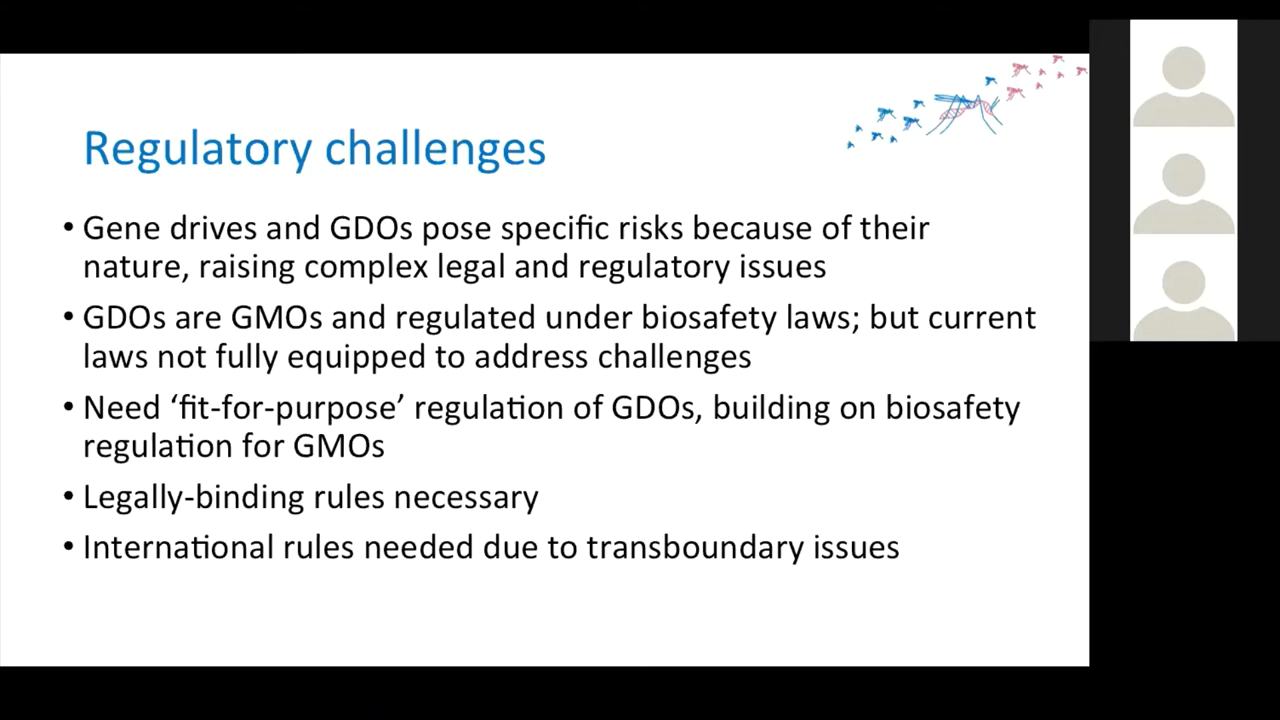 Regulatory challenges
• Gene drives and GDOs pose specific risks because of their
nature, raising complex legal and regulatory issues
• GDOs are GMOs and regulated under biosafety laws; but current
laws not fully equipped to address challenges
• Need ‘fit-for-purpose’ regulation of GDOs, building on biosafety
regulation for GMOs
• Legally-binding rules necessary
• International rules needed due to transboundary issues